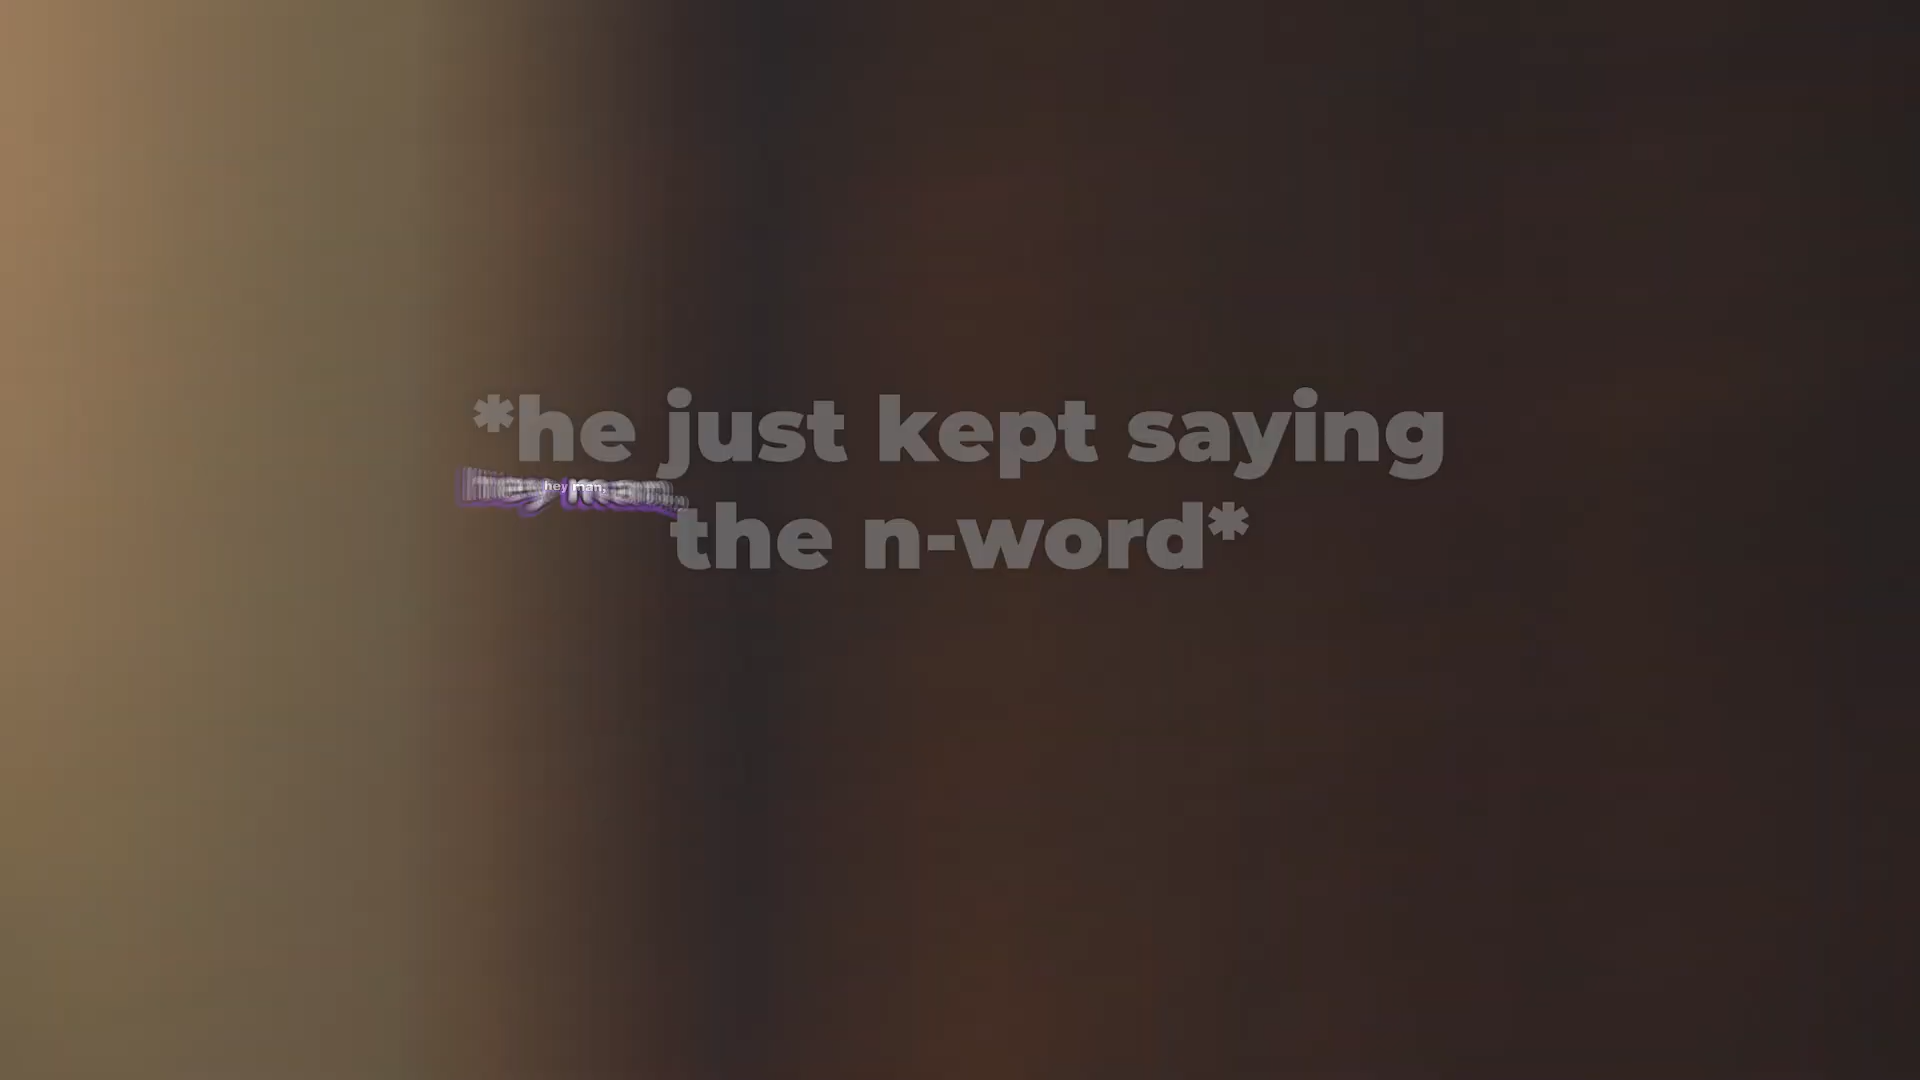 *he just kept saying
hey man,
the n-word*